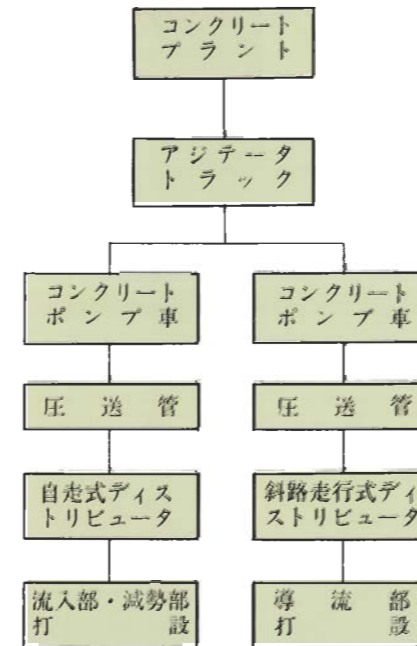 コンクリート
プラント
アジテータ
トラック
コンクリート
ポンプ車
圧送管
自走式ディス
トリビュータ
流入部・減勢部
打設
コンクリート
ポンプ車
圧送管
斜路走行式ディ
ストリビュータ
導流部
打設